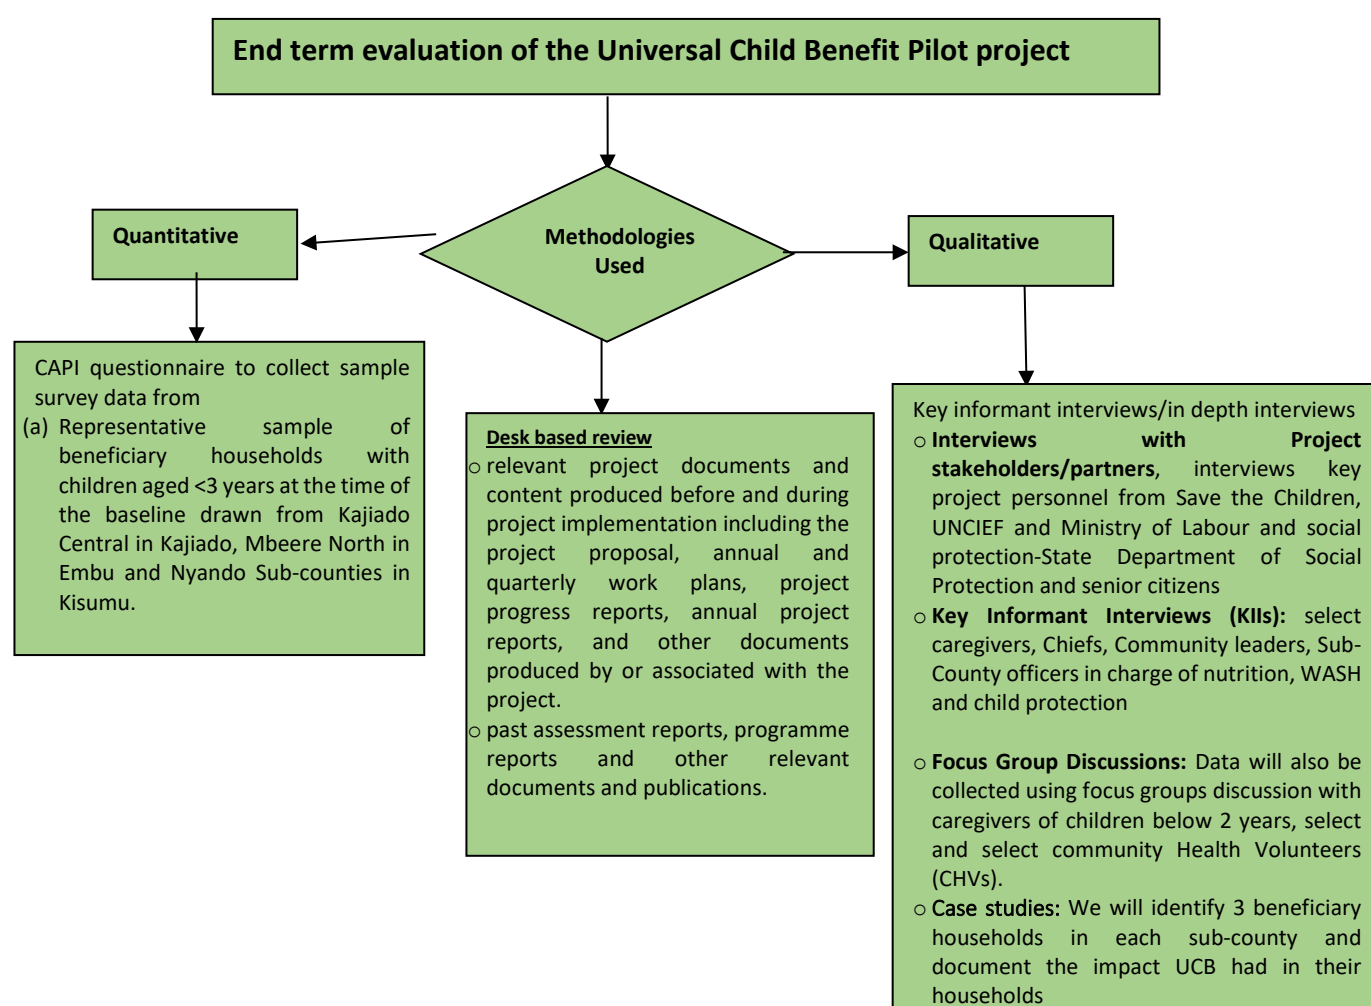 End term evaluation of the Universal Child Benefit Pilot project
Methodologies
Used
Quantitative
CAPI questionnaire to collect sample
survey data from
(a) Representative sample of
beneficiary households with
children aged <3 years at the time of
the baseline drawn from Kajiado
Central in Kajiado, Mbeere North in
Embu and Nyando Sub-counties in
Kisumu.
Desk based review
o relevant project documents and
content produced before and during
project implementation including the
project proposal, annual and
quarterly work plans, project
progress reports, annual project
reports, and other documents
produced by or associated with the
project.
o past assessment reports, programme
reports and other relevant
documents and publications.
Qualitative
Key informant interviews/in depth interviews
o Interviews with Project
stakeholders/partners, interviews key
project personnel from Save the Children,
UNCIEF and Ministry of Labour and social
protection-State Department of Social
Protection and senior citizens
o Key Informant Interviews (KIIs): select
caregivers, Chiefs, Community leaders, Sub-
County officers in charge of nutrition, WASH
and child protection
o Focus Group Discussions: Data will also be
collected using focus groups discussion with
caregivers of children below 2 years, select
and select community Health Volunteers
(CHVs).
o Case studies: We will identify 3 beneficiary
households in each sub-county and
document the impact UCB had in their
households